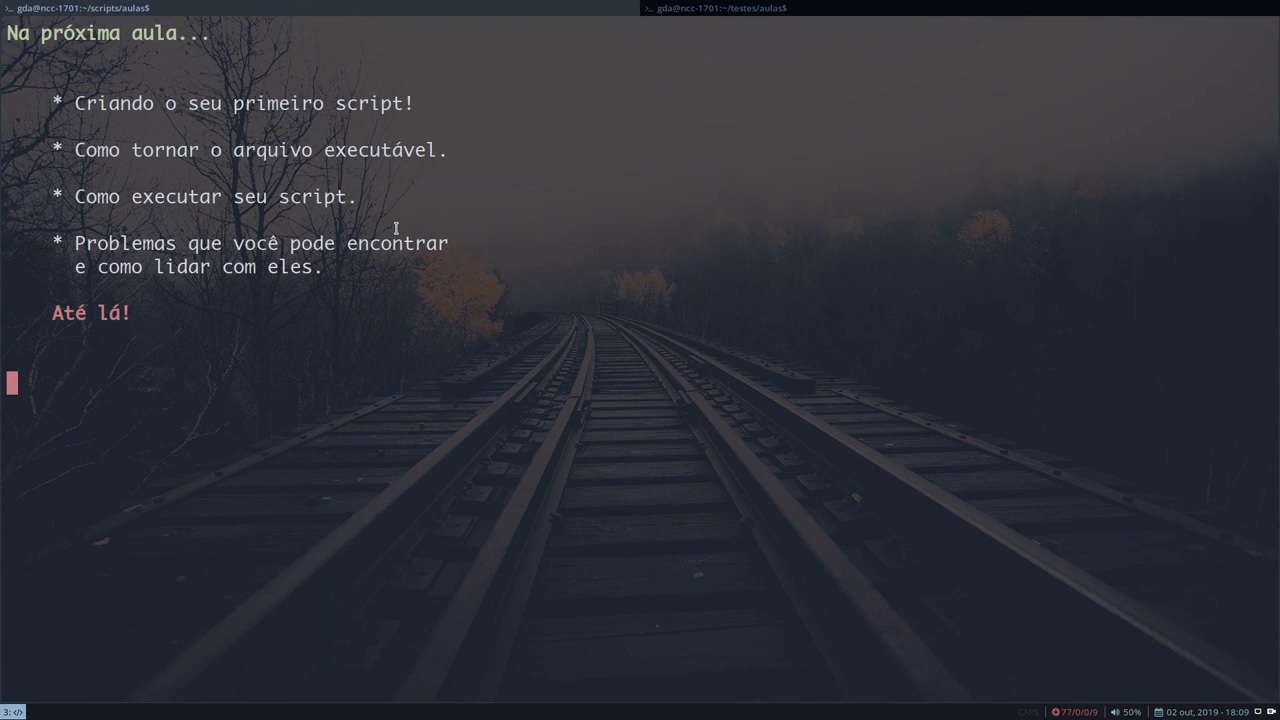 >_ gda@ncc-1701:~/scripts/aulas$
>_ gda@ncc-1701:~/testes/aulas$
Na próxima aula...
* Criando o seu primeiro script!
* Como tornar o arquivo executável.
* Como executar seu script.
* Problemas que você pode encontrar
e como lidar com eles.
Até lá!
3: </>
CAPS
77/0/0/9
50%
02 out, 2019 - 18:09